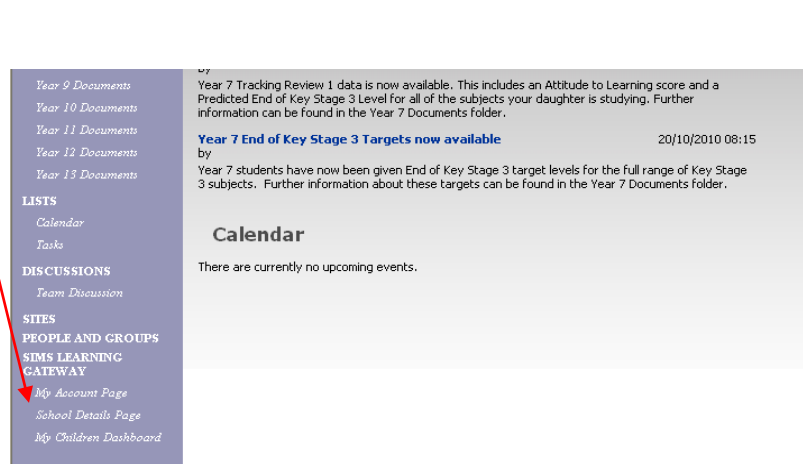 Year 9 Documents
Year 10 Documents
Year 11 Documents
Year 12 Documents
Year 13 Documents
LISTS
Calendar
Tasks
DISCUSSIONS
Team Discussion
SITES
PEOPLE AND GROUPS
SIMS LEARNING
GATEWAY
My Account Page
School Details Page
My Children Dashboard
by
Year 7 Tracking Review 1 data is now available. This includes an Attitude to Learning score and a
Predicted End of Key Stage 3 Level for all of the subjects your daughter is studying. Further
information can be found in the Year 7 Documents folder.
Year 7 End of Key Stage 3 Targets now available 20/10/2010 08:15
by
Year 7 students have now been given End of Key Stage 3 target levels for the full range of Key Stage
3 subjects. Further information about these targets can be found in the Year 7 Documents folder.
Calendar
There are currently no upcoming events.